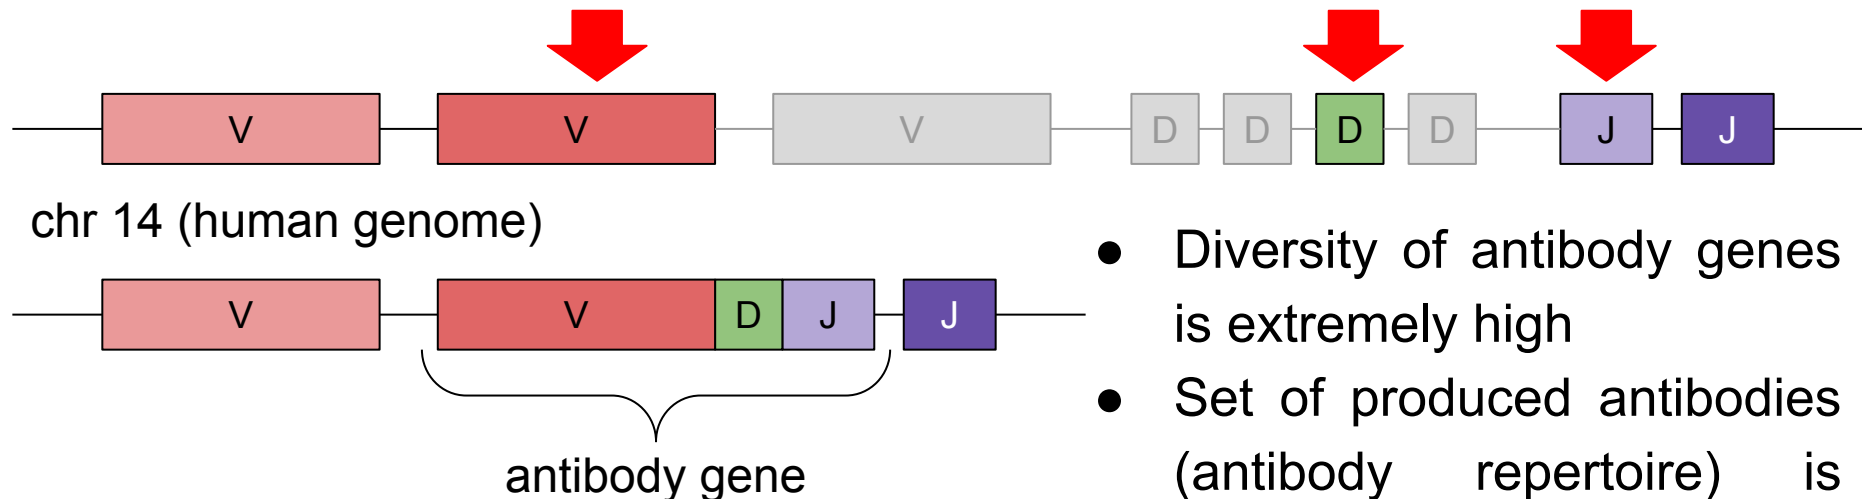 V V V D D D D J J
chr 14 (human genome)
V V D J J
antibody gene
● Diversity of antibody genes
is extremely high
● Set of produced antibodies
(antibody repertoire) is